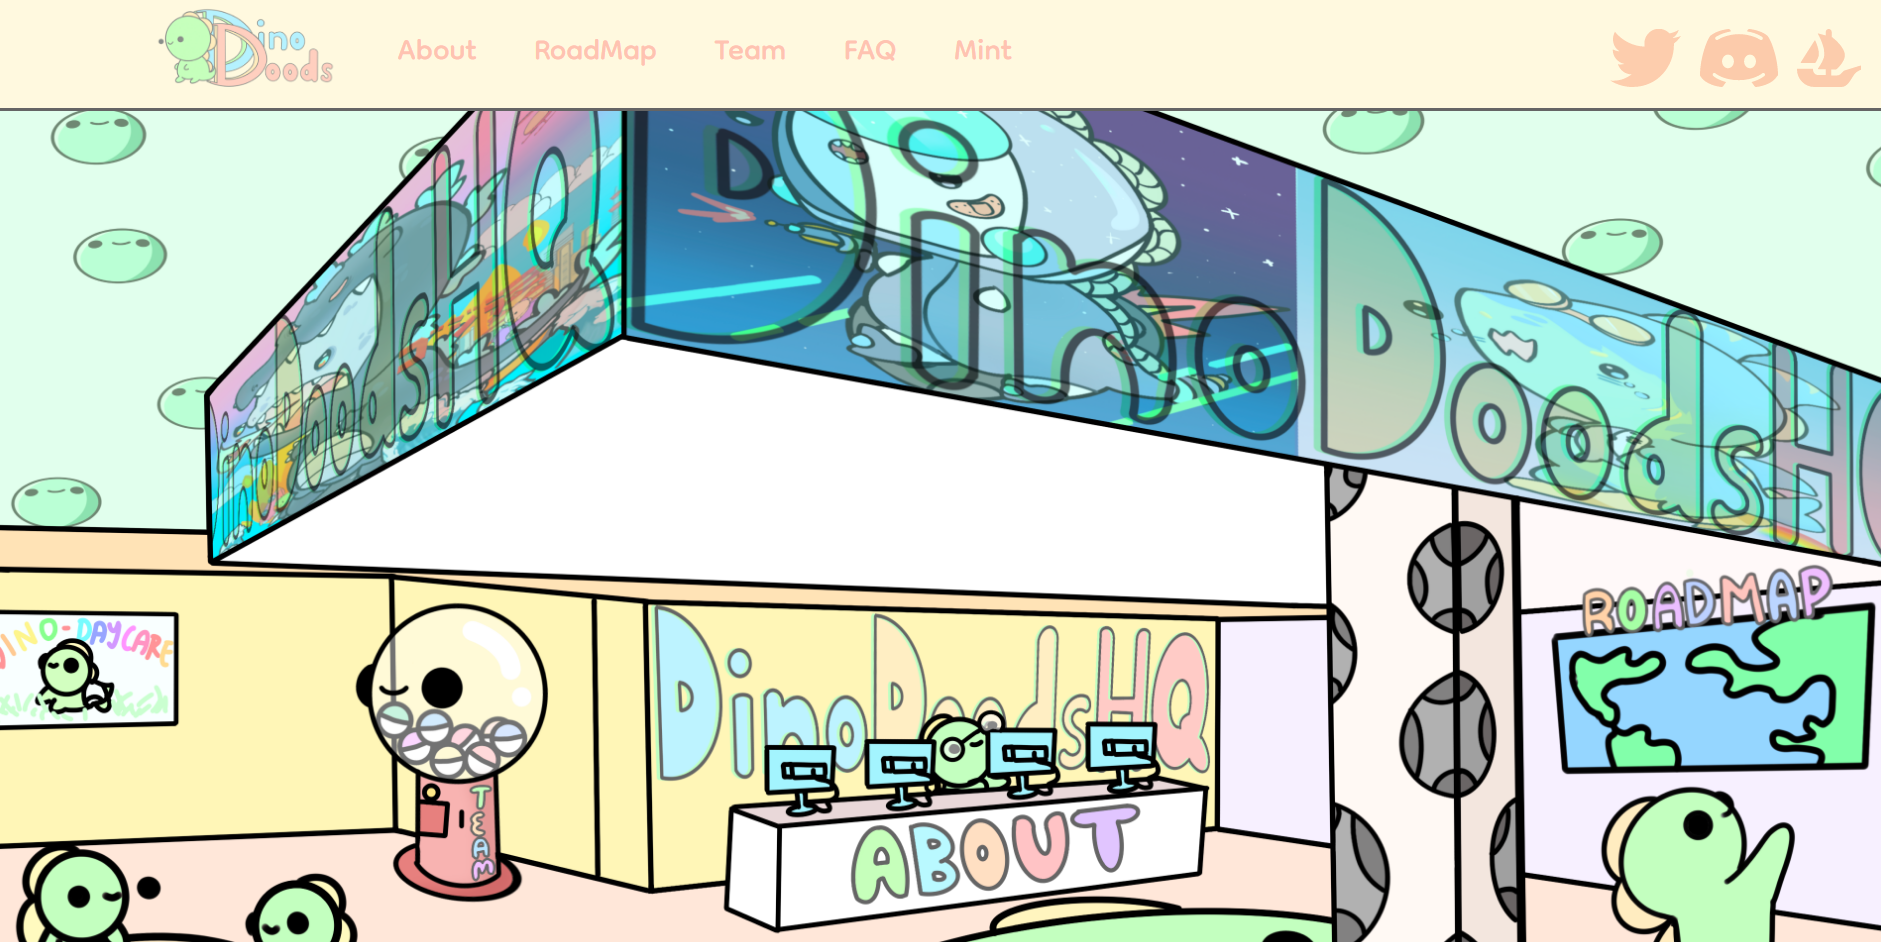 Dino
Doods
About RoadMap Team FAQ Mint
DinoDoodsHQ
DinoDoodsHQ
DINO-DAYCARE
DinoDoodsHQ
ROADMAP
TEAM
ABOUT